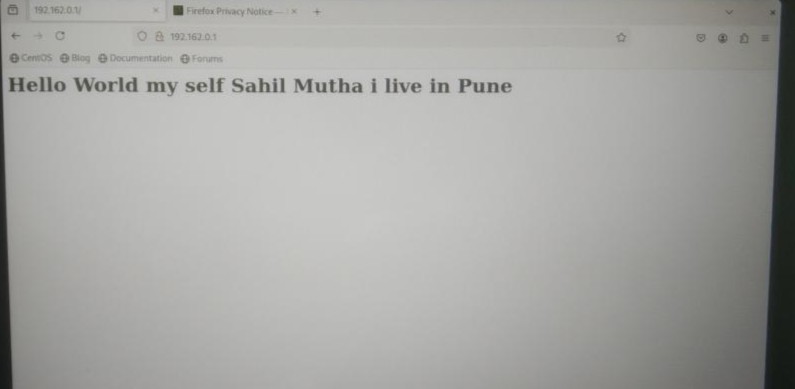 192.162.0.1/
Firefox Privacy Notice —
192.162.0.1
CentOS Blog Documentation Forums
Hello World my self Sahil Mutha i live in Pune